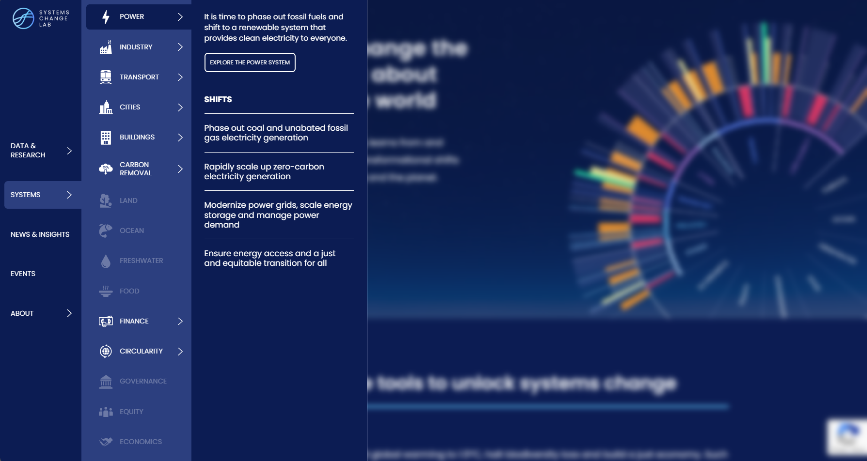 SYSTEMS
CHANGE
LAB
DATA &
RESEARCH
SYSTEMS
NEWS & INSIGHTS
EVENTS
ABOUT
POWER
INDUSTRY
TRANSPORT
CITIES
BUILDINGS
CARBON
REMOVAL
LAND
OCEAN
FRESHWATER
FOOD
FINANCE
CIRCULARITY
GOVERNANCE
EQUITY
ECONOMICS
It is time to phase out fossil fuels and
shift to a renewable system that
provides clean electricity to everyone.
EXPLORE THE POWER SYSTEM
SHIFTS
Phase out coal and unabated fossil
gas electricity generation
Rapidly scale up zero-carbon
electricity generation
Modernize power grids, scale energy
storage and manage power
demand
Ensure energy access and a just
and equitable transition for all
ange the
about
world
tools to unlock systems change